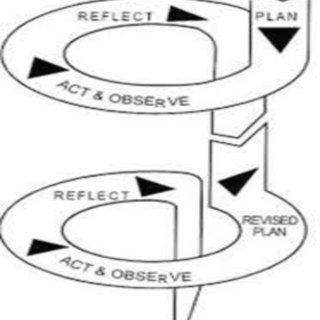 REFLECT
PLAN
ACT & OBSERVE
REFLECT
REVISED
PLAN
ACT & OBSERVE